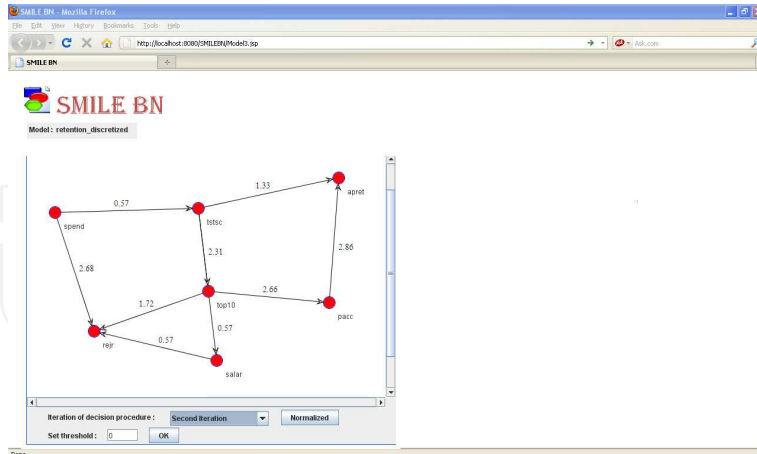 SMILE BN - Mozilla Firefox
File Edit View History Bookmarks Tools Help
http://localhost:8080/SMILEBN/Model3.jsp
Ask.com
SMILE BN
SMILE BN
Model : retention_discretized
1.33
apret
0.57
spend
tstsc
2.31
2.86
2.68
2.66
1.72
top10
pacc
0.57
0.57
rejr
salar
Iteration of decision procedure :
Second Iteration
Normalized
Set threshold :
0
OK
Done